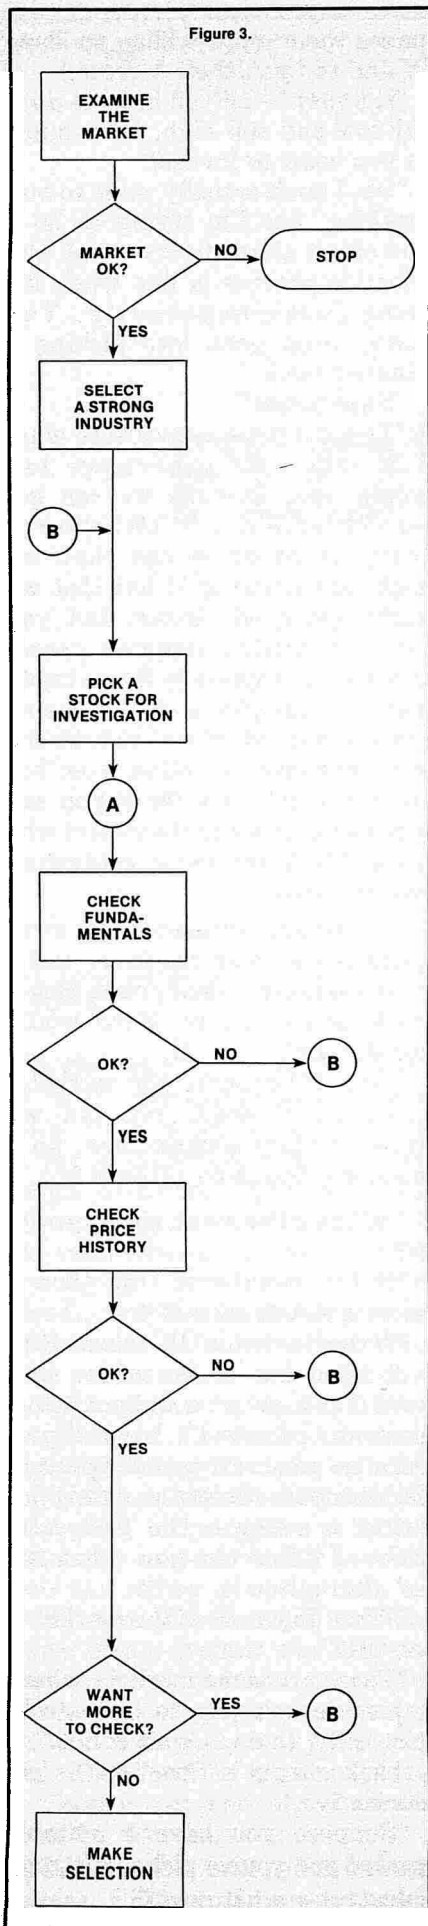 Figure 3.
EXAMINE
THE
MARKET
MARKET
OK?
NO
STOP
YES
SELECT
A STRONG
INDUSTRY
B
PICK A
STOCK FOR
INVESTIGATION
A
CHECK
FUNDA-
MENTALS
OK?
NO
B
YES
CHECK
PRICE
HISTORY
OK?
NO
B
YES
WANT
MORE
TO CHECK?
YES
B
NO
MAKE
SELECTION